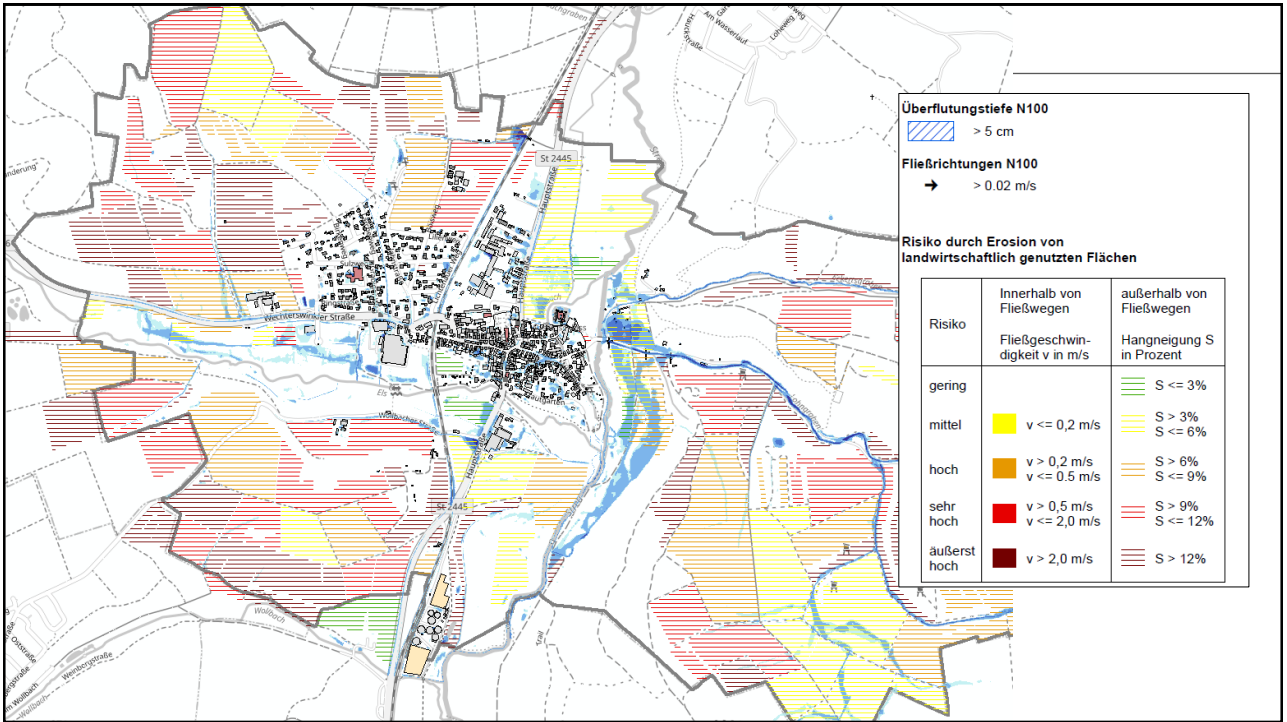 Am Wasserlauf
Loheweg
Hauckstraße
St 2445
Hauptstraße
Wechterswinkler Straße
Hauptstraße
Els
St 2445
Wollbach
Weinbergstraße
Wollbach
Überflutungstiefe N100
> 5 cm
Fließrichtungen N100
> 0.02 m/s
Risiko durch Erosion von
landwirtschaftlich genutzten Flächen
Risiko
Innerhalb von
Fließwegen
Fließgeschwin-
digkeit v in m/s
außerhalb von
Fließwegen
Hangneigung S
in Prozent
gering
S <= 3%
mittel
v <= 0,2 m/s
S > 3%
S <= 6%
hoch
v > 0,2 m/s
v <= 0.5 m/s
S > 6%
S <= 9%
sehr
hoch
v > 0,5 m/s
v <= 2,0 m/s
S > 9%
S <= 12%
äußerst
hoch
v > 2,0 m/s
S > 12%